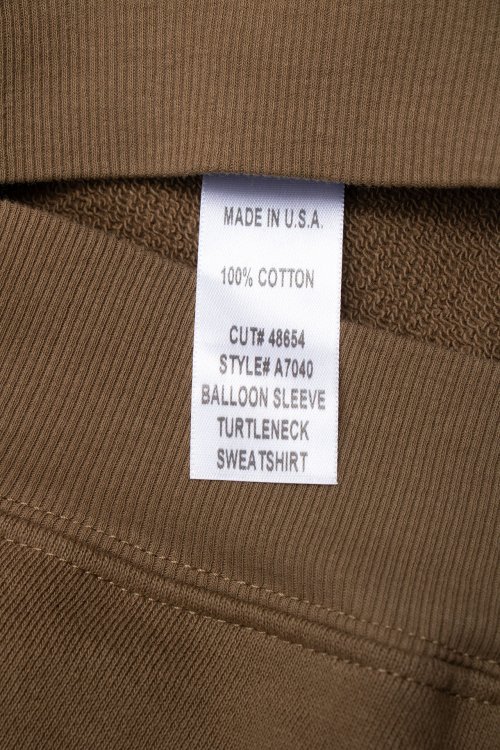 MADE IN U.S.A.
100% COTTON
CUT# 48654
STYLE# A7040
BALLOON SLEEVE
TURTLENECK
SWEATSHIRT